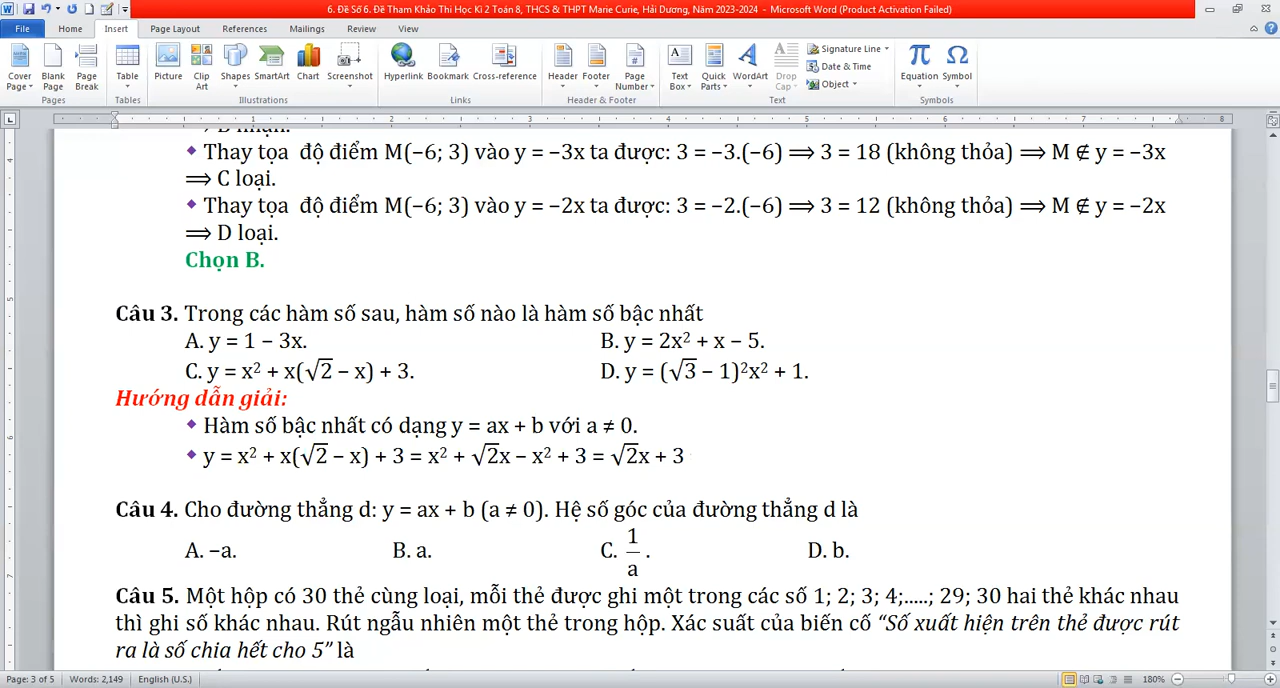 6. Đề Số 6. Đề Tham Khảo Thi Học Kì 2 Toán 8, THCS & THPT Marie Curie, Hải Dương, Năm 2023-2024 - Microsoft Word (Product Activation Failed)
File Home Insert Page Layout References Mailings Review View
Cover Page Blank Page Page Break Table Picture Clip Art Shapes SmartArt Chart Screenshot Hyperlink Bookmark Cross-reference Header Footer Page Number Text Box Quick Parts WordArt Drop Cap Signature Line Date & Time Object Equation Symbol
Pages Tables Illustrations Links Header & Footer Text Symbols
1 2 3 4 5 6 7 8
◆ Thay tọa độ điểm M(−6; 3) vào y = −3x ta được: 3 = −3.(−6) ⟹ 3 = 18 (không thỏa) ⟹ M ∉ y = −3x
⟹ C loại.
◆ Thay tọa độ điểm M(−6; 3) vào y = −2x ta được: 3 = −2.(−6) ⟹ 3 = 12 (không thỏa) ⟹ M ∉ y = −2x
⟹ D loại.
Chọn B.
Câu 3. Trong các hàm số sau, hàm số nào là hàm số bậc nhất
A. y = 1 − 3x. B. y = 2x² + x − 5.
C. y = x² + x(√2 − x) + 3. D. y = (√3 − 1)²x² + 1.
Hướng dẫn giải:
◆ Hàm số bậc nhất có dạng y = ax + b với a ≠ 0.
◆ y = x² + x(√2 − x) + 3 = x² + √2x − x² + 3 = √2x + 3
Câu 4. Cho đường thẳng d: y = ax + b (a ≠ 0). Hệ số góc của đường thẳng d là
A. −a. B. a. C. 1/a. D. b.
Câu 5. Một hộp có 30 thẻ cùng loại, mỗi thẻ được ghi một trong các số 1; 2; 3; 4;.....; 29; 30 hai thẻ khác nhau
thì ghi số khác nhau. Rút ngẫu nhiên một thẻ trong hộp. Xác suất của biến cố “Số xuất hiện trên thẻ được rút
ra là số chia hết cho 5” là
Page: 3 of 5 Words: 2,149 English (U.S.) 180%